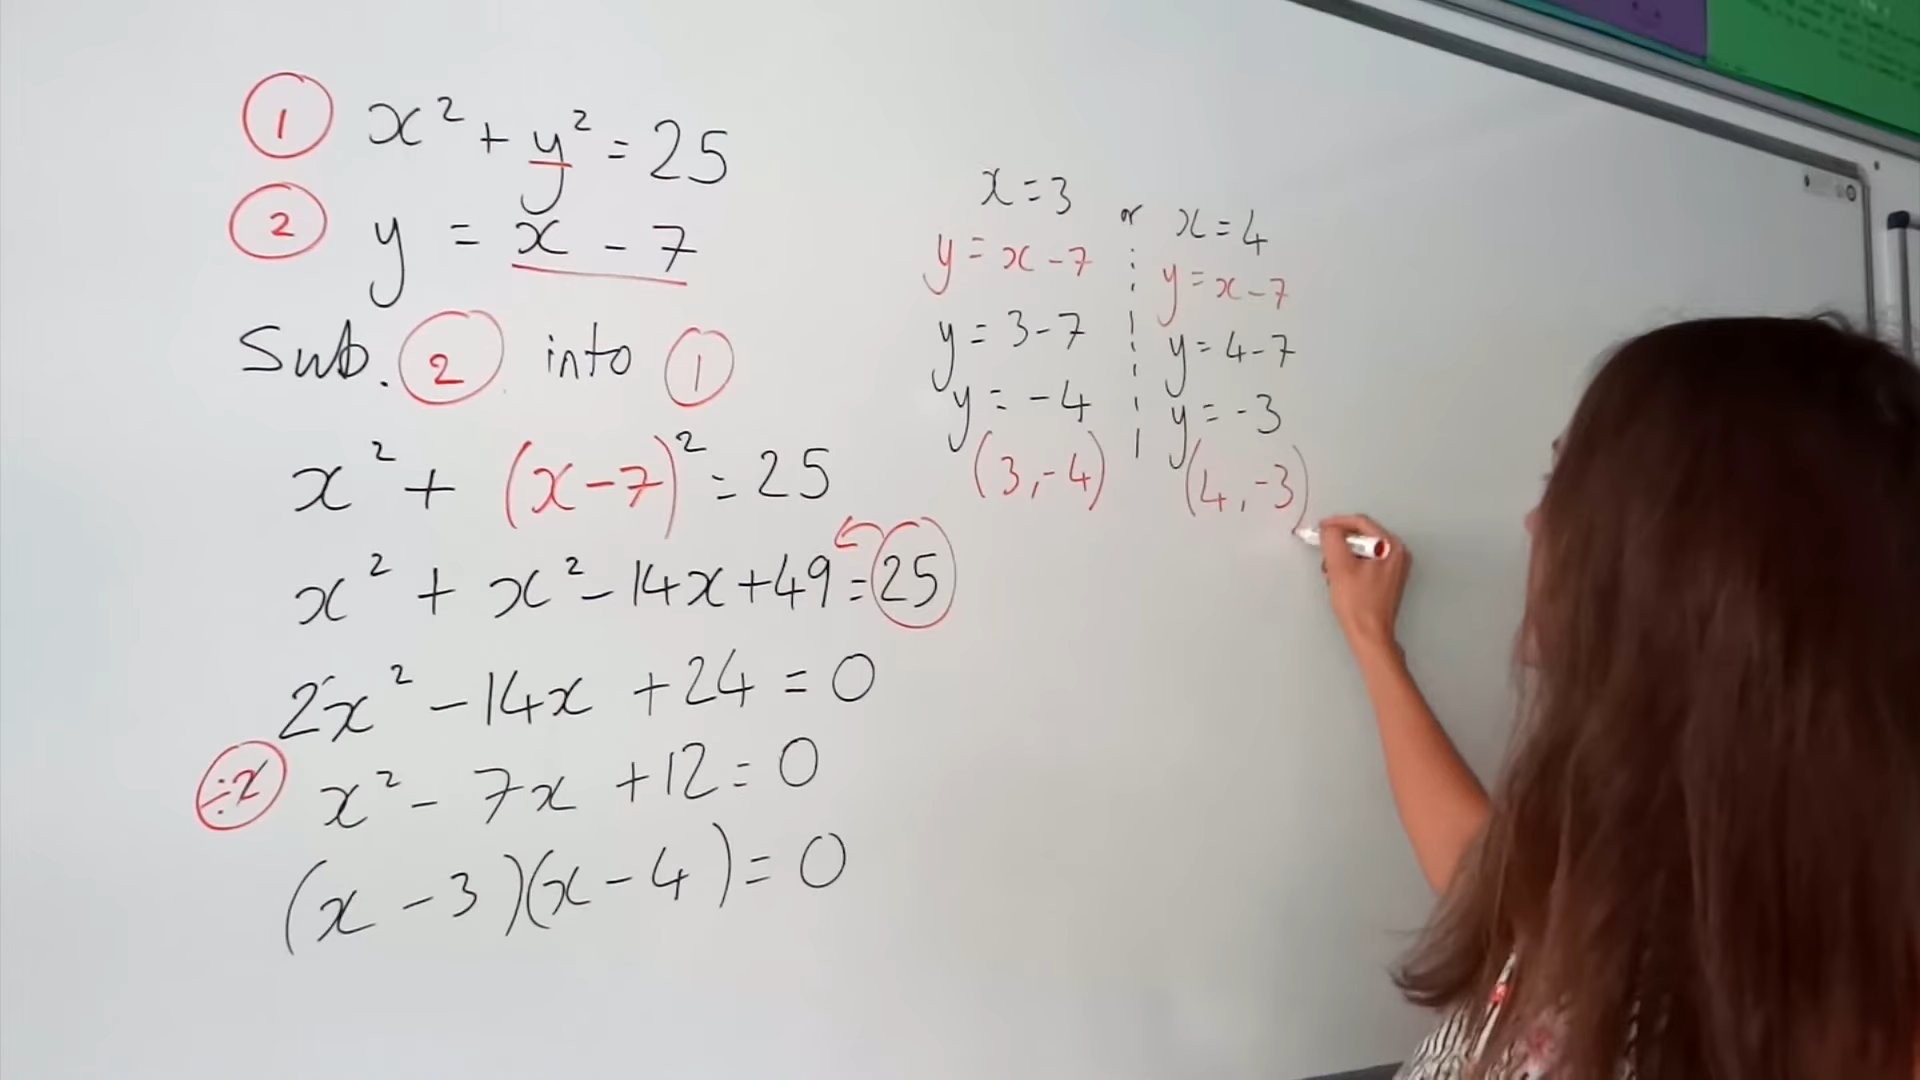 ① x² + y² = 25
② y = x - 7
Sub. ② into ①
x² + (x-7)² = 25
x² + x² - 14x + 49 = 25
2x² - 14x + 24 = 0
÷2 x² - 7x + 12 = 0
(x - 3)(x - 4) = 0
x = 3 or x = 4
y = x - 7 y = x - 7
y = 3 - 7 y = 4 - 7
y = -4 y = -3
(3, -4) (4, -3)